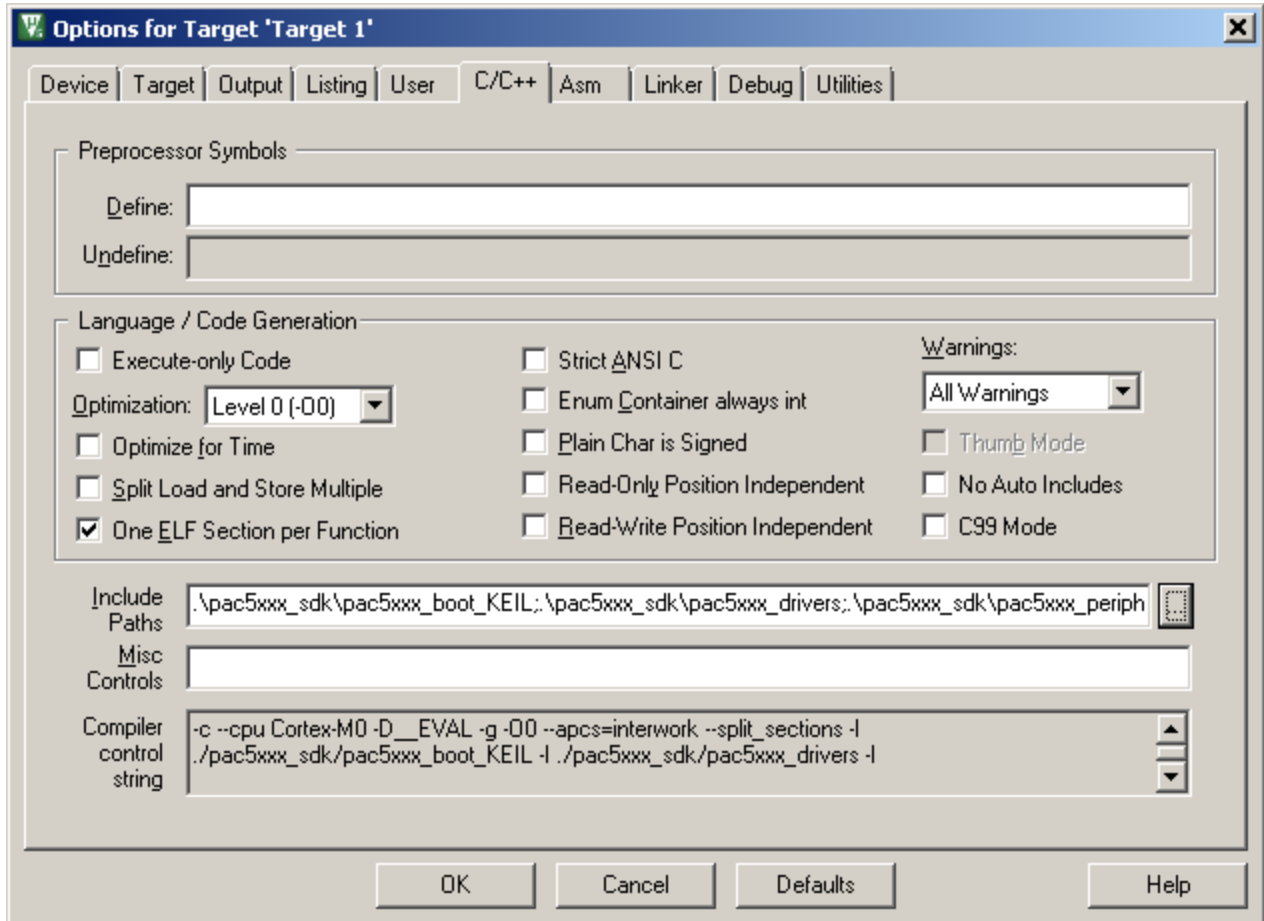 Options for Target 'Target 1'
Device Target Output Listing User C/C++ Asm Linker Debug Utilities
Preprocessor Symbols
Define:
Undefine:
Language / Code Generation
Execute-only Code
Strict ANSI C
Warnings:
Optimization: Level 0 (-O0)
Enum Container always int
All Warnings
Optimize for Time
Plain Char is Signed
Thumb Mode
Split Load and Store Multiple
Read-Only Position Independent
No Auto Includes
One ELF Section per Function
Read-Write Position Independent
C99 Mode
Include
Paths
.\pac5xxx_sdk\pac5xxx_boot_KEIL;.\pac5xxx_sdk\pac5xxx_drivers;.\pac5xxx_sdk\pac5xxx_periph
...
Misc
Controls
Compiler
control
string
-c --cpu Cortex-M0 -D__EVAL -g -O0 --apcs=interwork --split_sections -I
./pac5xxx_sdk/pac5xxx_boot_KEIL -I ./pac5xxx_sdk/pac5xxx_drivers -I
OK Cancel Defaults Help